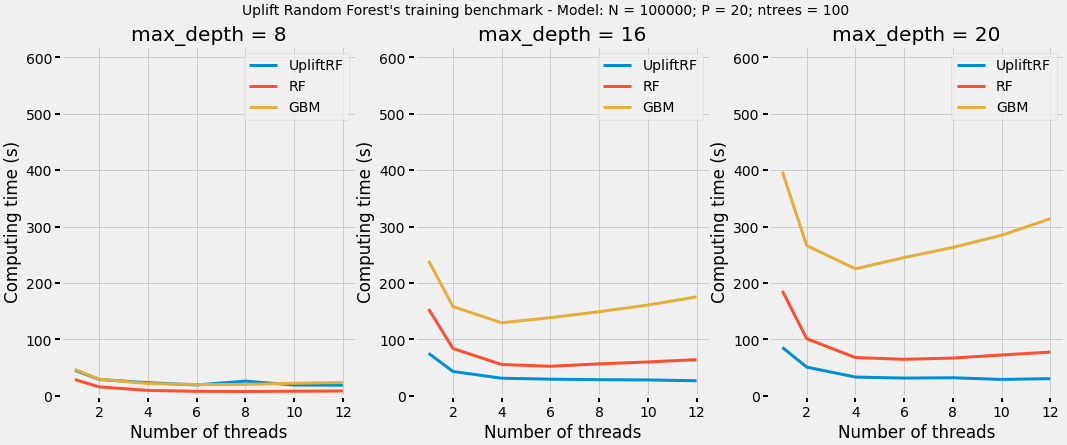 Uplift Random Forest's training benchmark - Model: N = 100000; P = 20; ntrees = 100
max_depth = 8
Computing time (s)
600
500
400
300
200
100
0
2 4 6 8 10 12
Number of threads
UpliftRF
RF
GBM
max_depth = 16
Computing time (s)
600
500
400
300
200
100
0
2 4 6 8 10 12
Number of threads
UpliftRF
RF
GBM
max_depth = 20
Computing time (s)
600
500
400
300
200
100
0
2 4 6 8 10 12
Number of threads
UpliftRF
RF
GBM